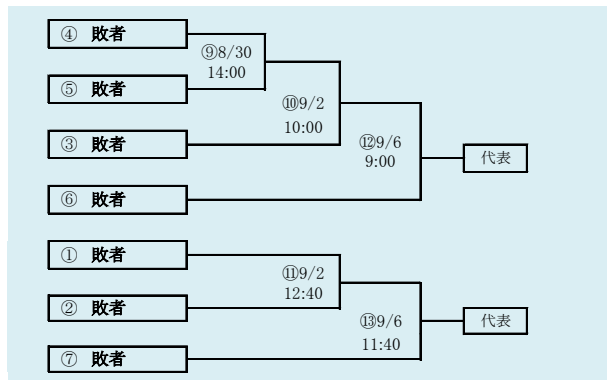 ④ 敗者
⑨8/30
14:00
⑤ 敗者
⑩9/2
10:00
③ 敗者
⑫9/6
9:00
代表
⑥ 敗者
① 敗者
⑪9/2
12:40
② 敗者
⑬9/6
11:40
代表
⑦ 敗者